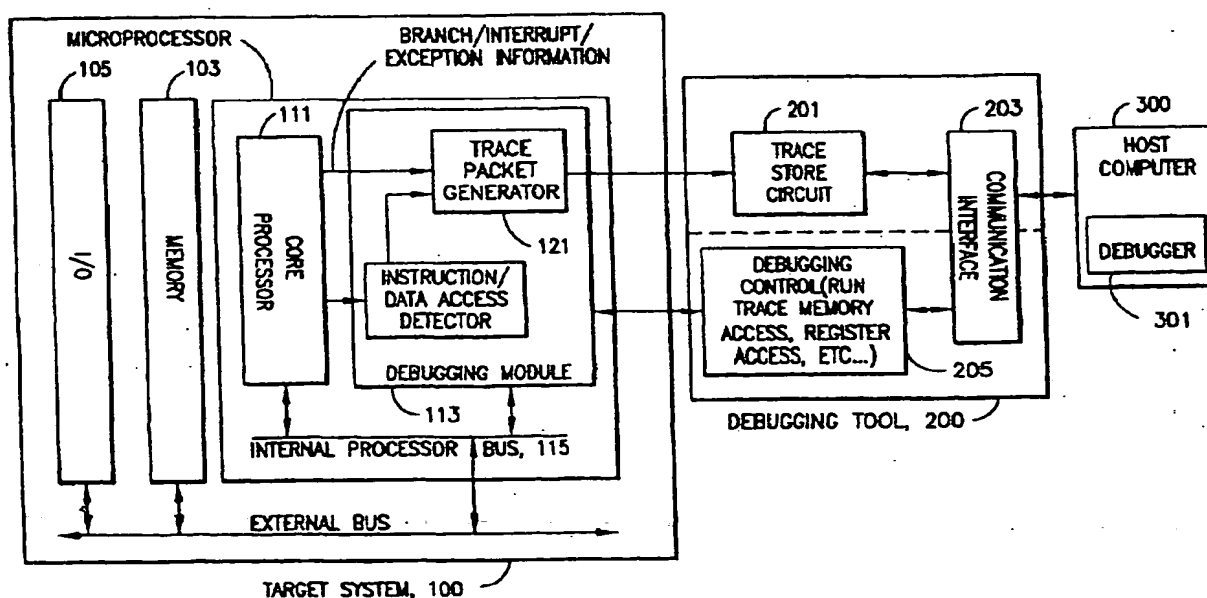 MICROPROCESSOR
105
103
BRANCH/INTERRUPT/
EXCEPTION INFORMATION
111
I/O
MEMORY
CORE
PROCESSOR
TRACE
PACKET
GENERATOR
121
INSTRUCTION/
DATA ACCESS
DETECTOR
DEBUGGING MODULE
113
INTERNAL PROCESSOR BUS, 115
EXTERNAL BUS
TARGET SYSTEM, 100
201
TRACE
STORE
CIRCUIT
203
COMMUNICATION
INTERFACE
DEBUGGING
CONTROL(RUN
TRACE MEMORY
ACCESS, REGISTER
ACCESS, ETC...)
205
DEBUGGING TOOL, 200
300
HOST
COMPUTER
DEBUGGER
301